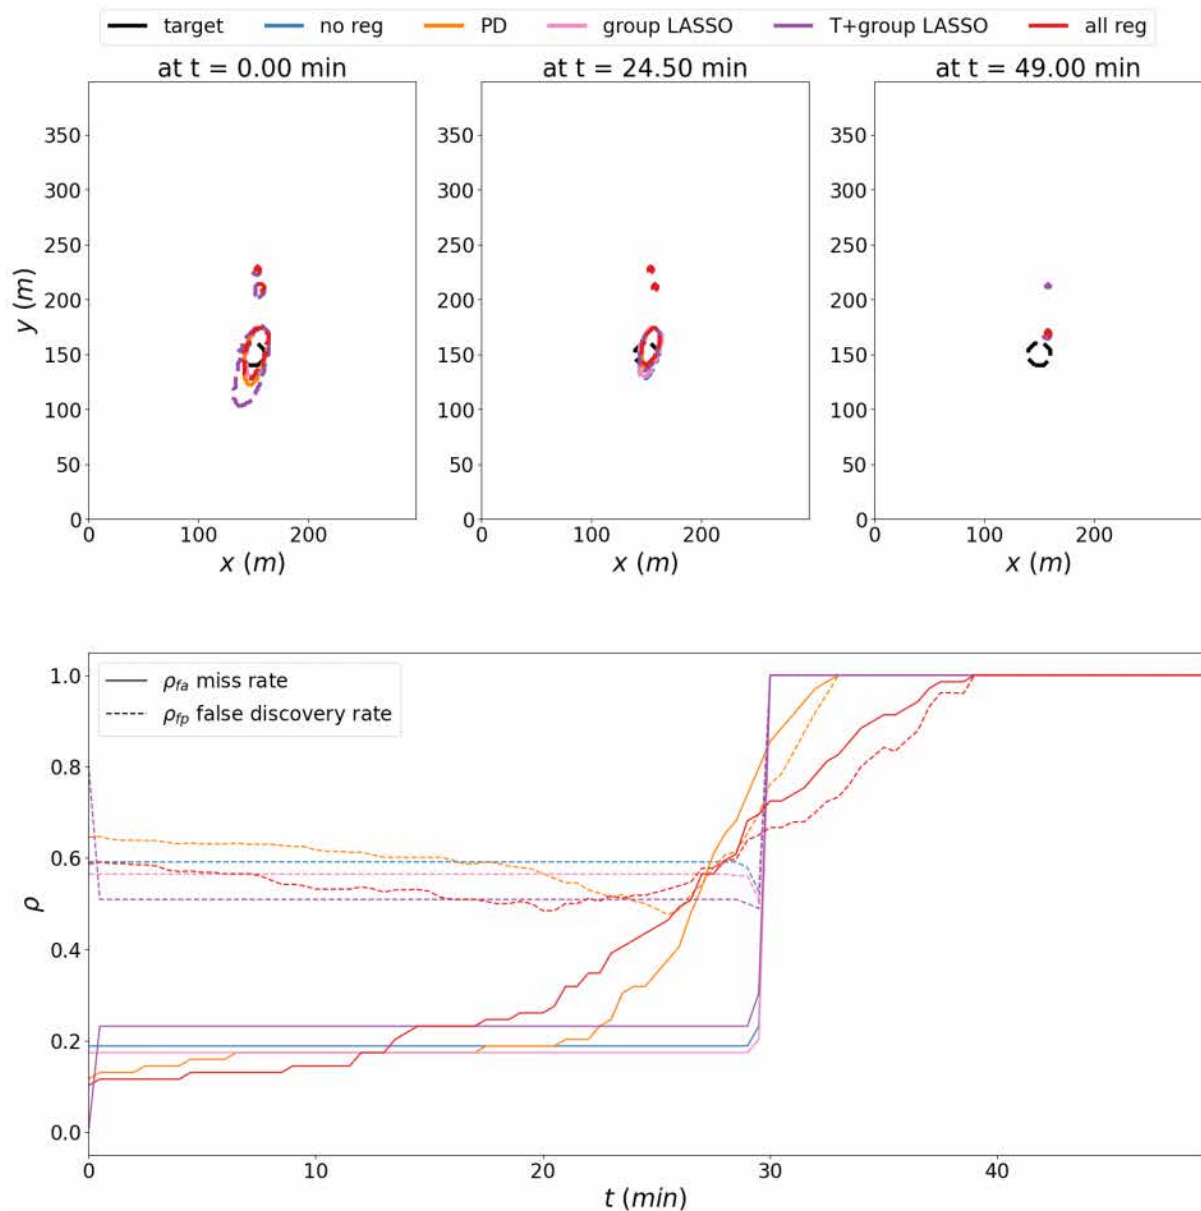 target no reg PD group LASSO T+group LASSO all reg
at t = 0.00 min at t = 24.50 min at t = 49.00 min
350 350 350
300 300 300
250 250 250
200 200 200
150 150 150
100 100 100
50 50 50
0 0 0
y (m)
0 100 200 0 100 200 0 100 200
x (m) x (m) x (m)
1.0
ρfa miss rate
ρfp false discovery rate
0.8
0.6
ρ
0.4
0.2
0.0
0 10 20 30 40
t (min)